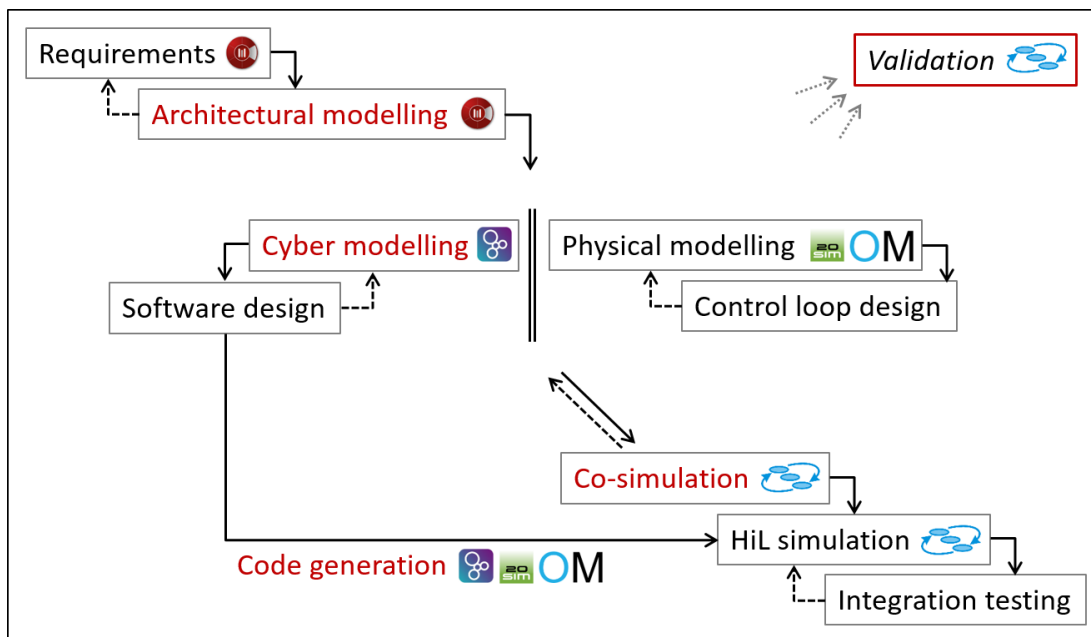 Requirements
Validation
Architectural modelling
Cyber modelling
Physical modelling 20 SIM OM
Software design
Control loop design
Co-simulation
HiL simulation
Code generation 20 SIM OM
Integration testing